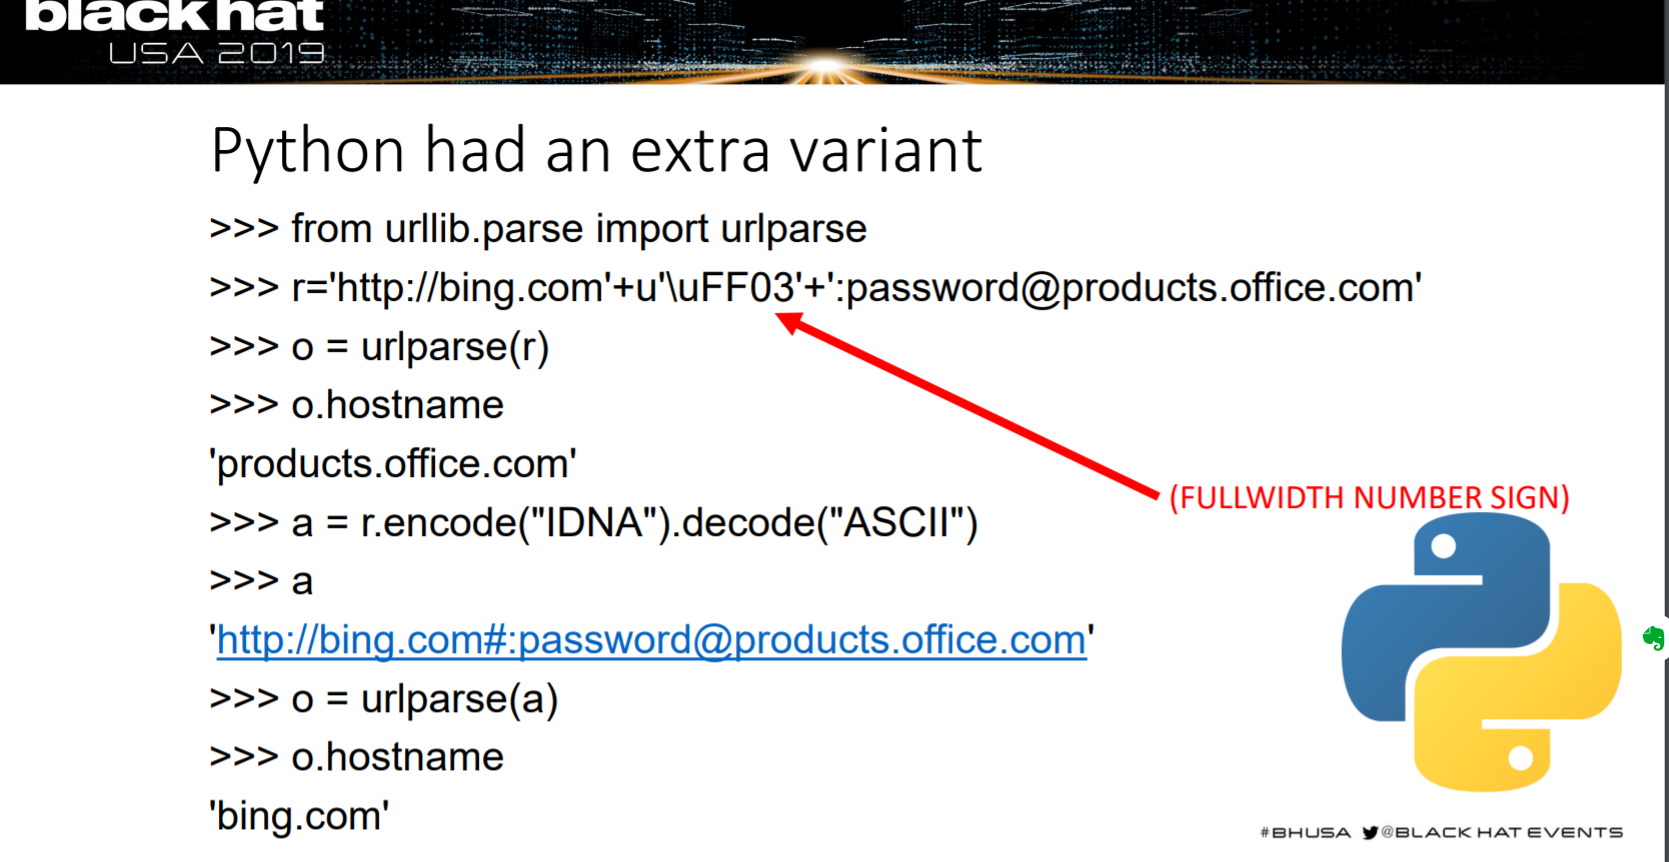 black hat
USA 2019
Python had an extra variant
>>> from urllib.parse import urlparse
>>> r='http://bing.com'+u'\uFF03'+':password@products.office.com'
>>> o = urlparse(r)
>>> o.hostname
'products.office.com'
(FULLWIDTH NUMBER SIGN)
>>> a = r.encode("IDNA").decode("ASCII")
>>> a
'http://bing.com#:password@products.office.com'
>>> o = urlparse(a)
>>> o.hostname
'bing.com'
#BHUSA @BLACK HAT EVENTS